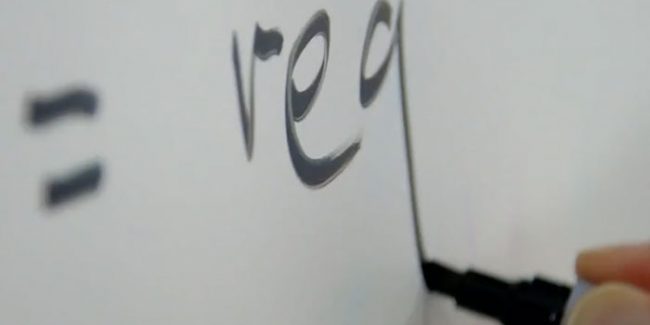 = req